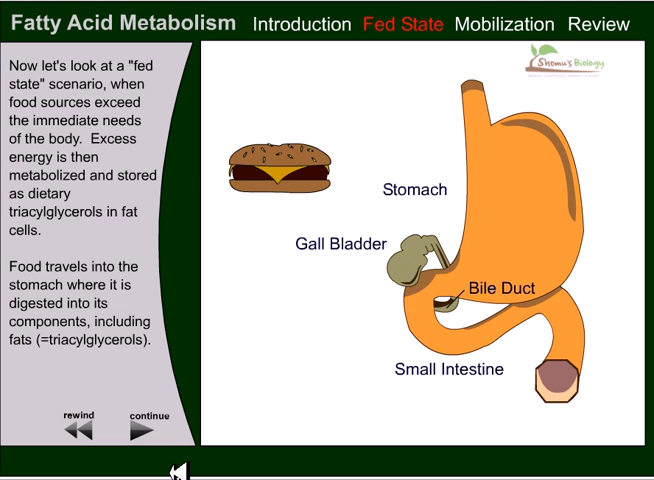 Fatty Acid Metabolism Introduction Fed State Mobilization Review
Now let's look at a "fed
state" scenario, when
food sources exceed
the immediate needs
of the body. Excess
energy is then
metabolized and stored
as dietary
triacylglycerols in fat
cells.
Food travels into the
stomach where it is
digested into its
components, including
fats (=triacylglycerols).
rewind continue
Shomu's Biology
Stomach
Gall Bladder
Bile Duct
Small Intestine